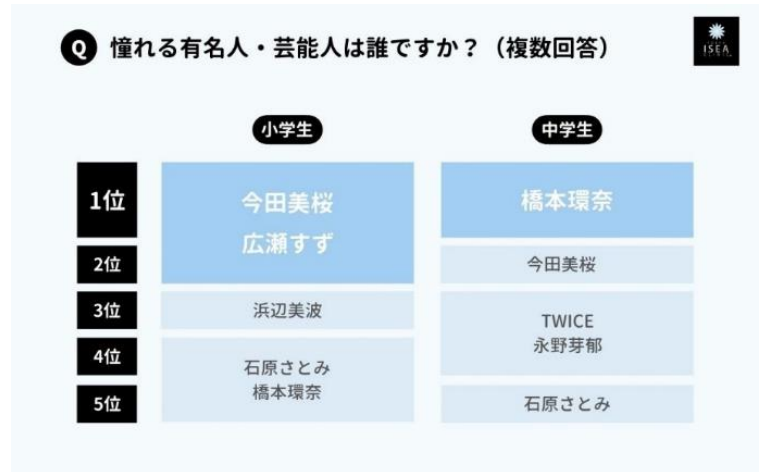 Q 憧れる有名人・芸能人は誰ですか？（複数回答）
ISEA
小学生
中学生
1位
今田美桜
広瀬すず
橋本環奈
2位
今田美桜
3位
浜辺美波
TWICE
永野芽郁
4位
石原さとみ
橋本環奈
5位
石原さとみ